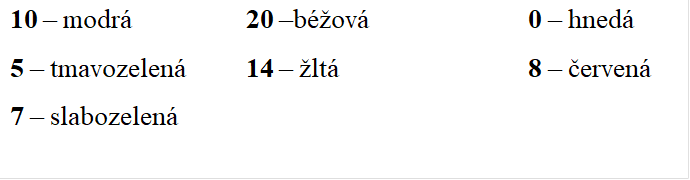 10 – modrá 20 –béžová 0 – hnedá
5 – tmavozelená 14 – žltá 8 – červená
7 – slabozelená